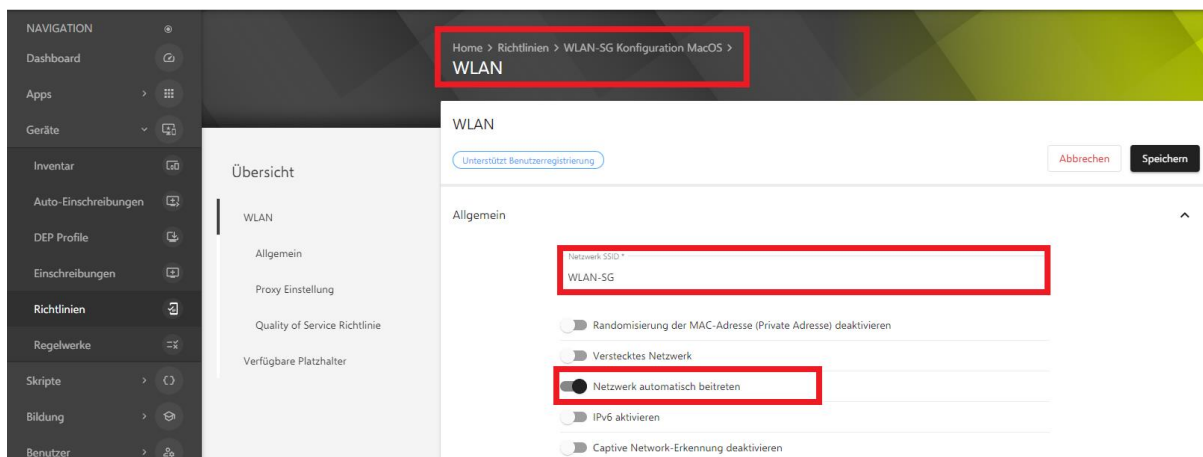 NAVIGATION
Dashboard
Apps
Geräte
Inventar
Auto-Einschreibungen
DEP Profile
Einschreibungen
Richtlinien
Regelwerke
Skripte
Bildung
Benutzer
Übersicht
WLAN
Allgemein
Proxy Einstellung
Quality of Service Richtlinie
Verfügbare Platzhalter
Home > Richtlinien > WLAN-SG Konfiguration MacOS >
WLAN
WLAN
Unterstützt Benutzerregistrierung
Abbrechen
Speichern
Allgemein
Netzwerk SSID *
WLAN-SG
Randomisierung der MAC-Adresse (Private Adresse) deaktivieren
Verstecktes Netzwerk
Netzwerk automatisch beitreten
IPv6 aktivieren
Captive Network-Erkennung deaktivieren